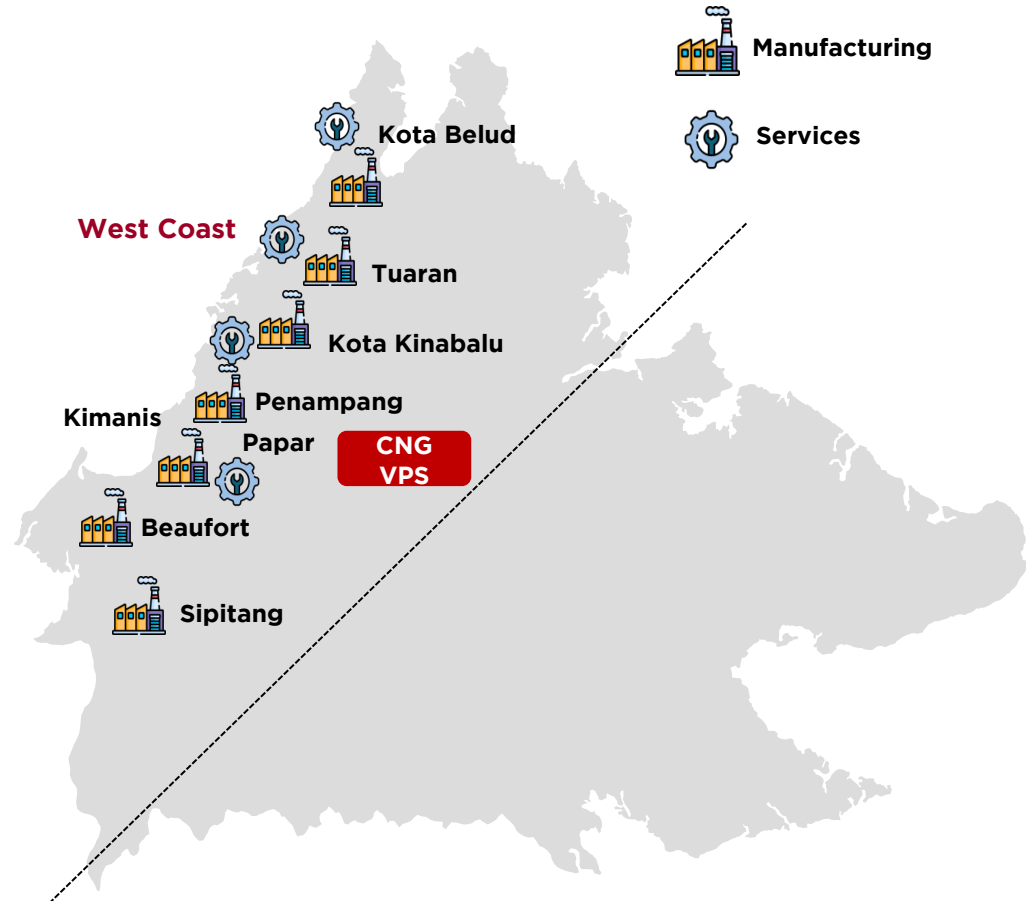 Manufacturing
Services
Kota Belud
West Coast
Tuaran
Kota Kinabalu
Penampang
Kimanis
Papar
CNG
VPS
Beaufort
Sipitang